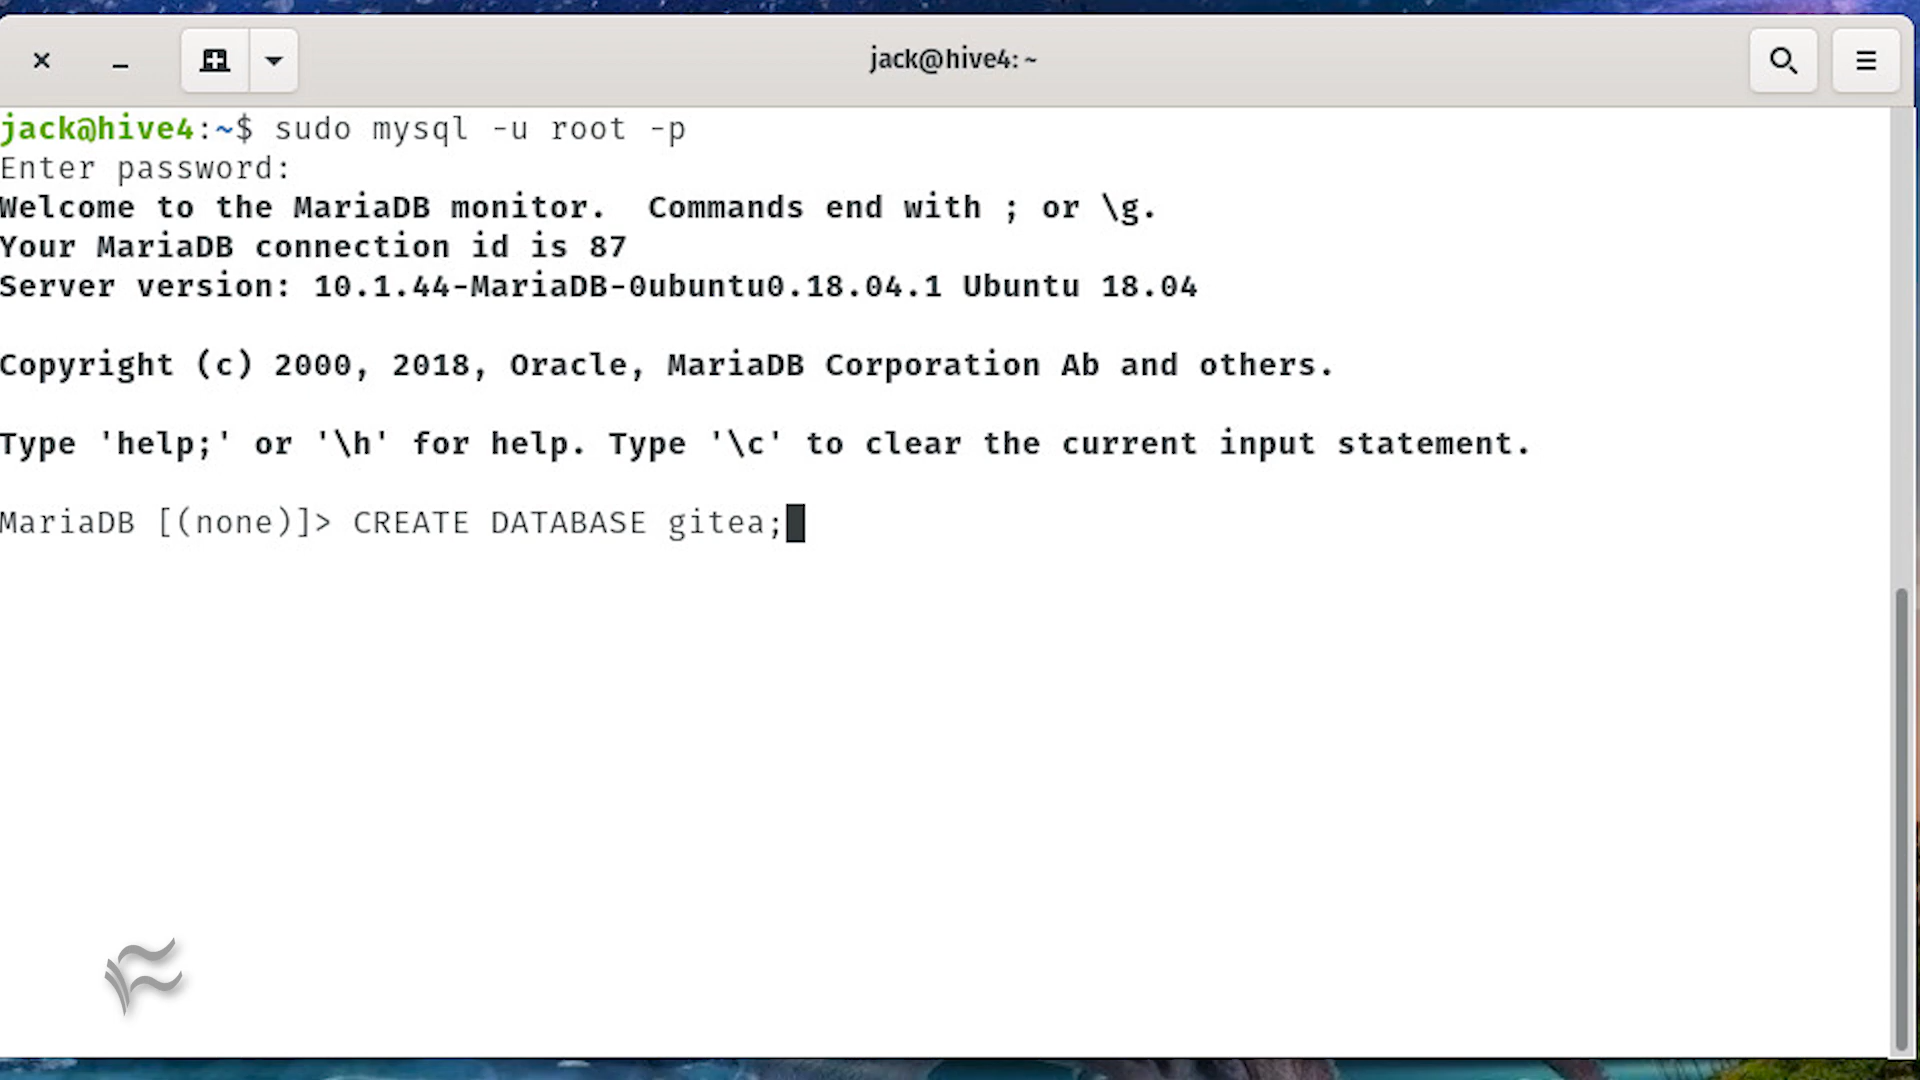 jack@hive4: ~
jack@hive4:~$ sudo mysql -u root -p
Enter password:
Welcome to the MariaDB monitor.  Commands end with ; or \g.
Your MariaDB connection id is 87
Server version: 10.1.44-MariaDB-0ubuntu0.18.04.1 Ubuntu 18.04
Copyright (c) 2000, 2018, Oracle, MariaDB Corporation Ab and others.
Type 'help;' or '\h' for help. Type '\c' to clear the current input statement.
MariaDB [(none)]> CREATE DATABASE gitea;